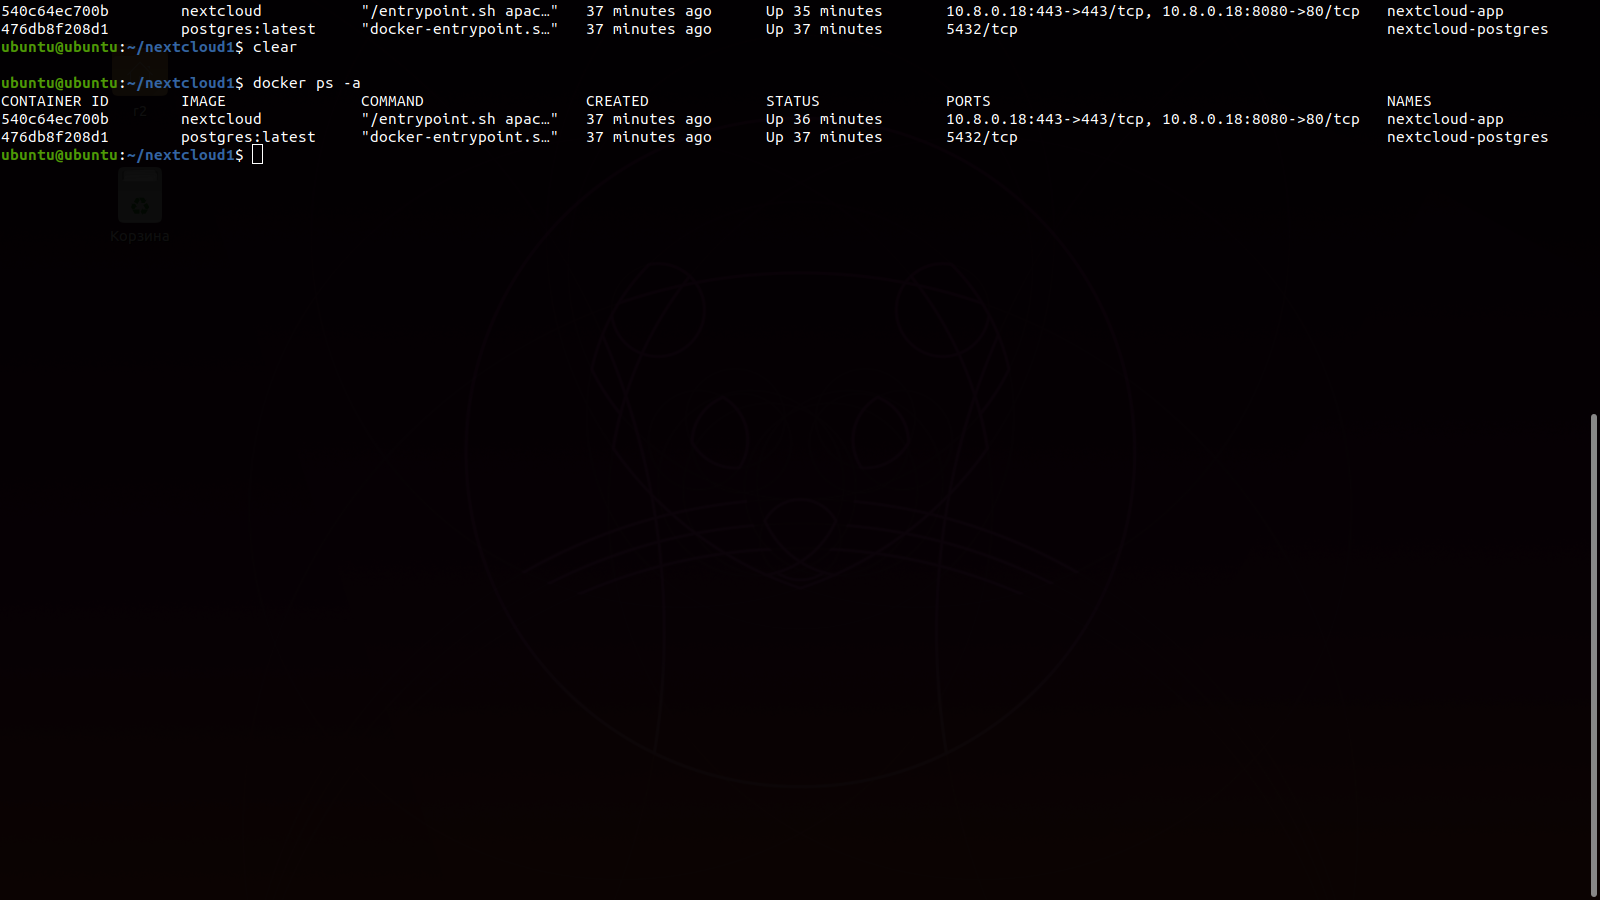 540c64ec700b nextcloud "/entrypoint.sh apac…" 37 minutes ago Up 35 minutes 10.8.0.18:443->443/tcp, 10.8.0.18:8080->80/tcp nextcloud-app
476db8f208d1 postgres:latest "docker-entrypoint.s…" 37 minutes ago Up 37 minutes 5432/tcp nextcloud-postgres
ubuntu@ubuntu:~/nextcloud1$ clear
ubuntu@ubuntu:~/nextcloud1$ docker ps -a
CONTAINER ID IMAGE COMMAND CREATED STATUS PORTS NAMES
540c64ec700b nextcloud "/entrypoint.sh apac…" 37 minutes ago Up 36 minutes 10.8.0.18:443->443/tcp, 10.8.0.18:8080->80/tcp nextcloud-app
476db8f208d1 postgres:latest "docker-entrypoint.s…" 37 minutes ago Up 37 minutes 5432/tcp nextcloud-postgres
ubuntu@ubuntu:~/nextcloud1$
r2
Корзина